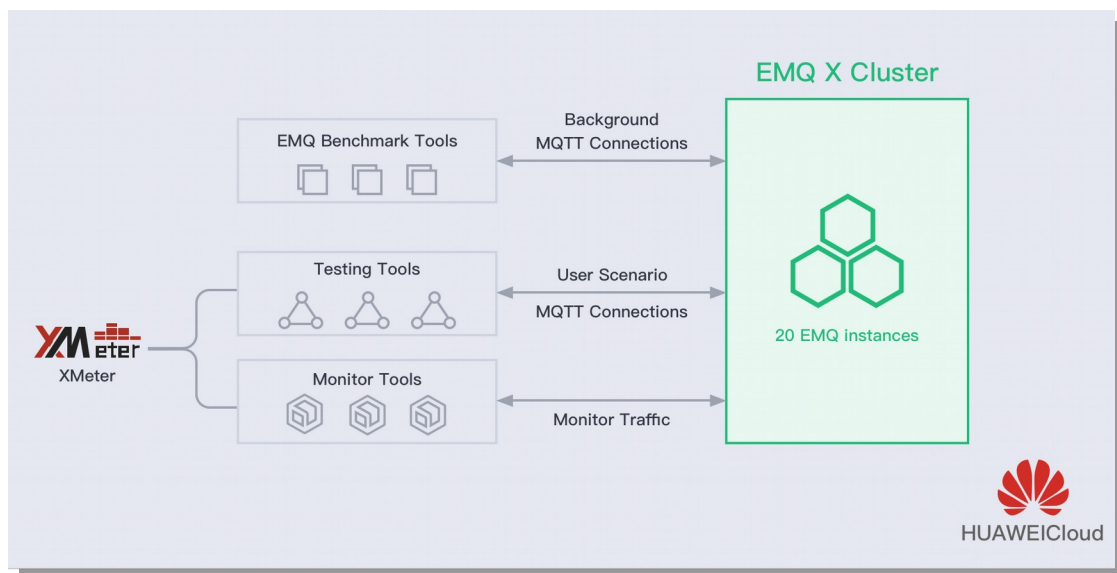 EMQ X Cluster
Background
MQTT Connections
EMQ Benchmark Tools
Testing Tools
User Scenario
MQTT Connections
20 EMQ instances
XMeter
XMeter
Monitor Tools
Monitor Traffic
HUAWEICloud